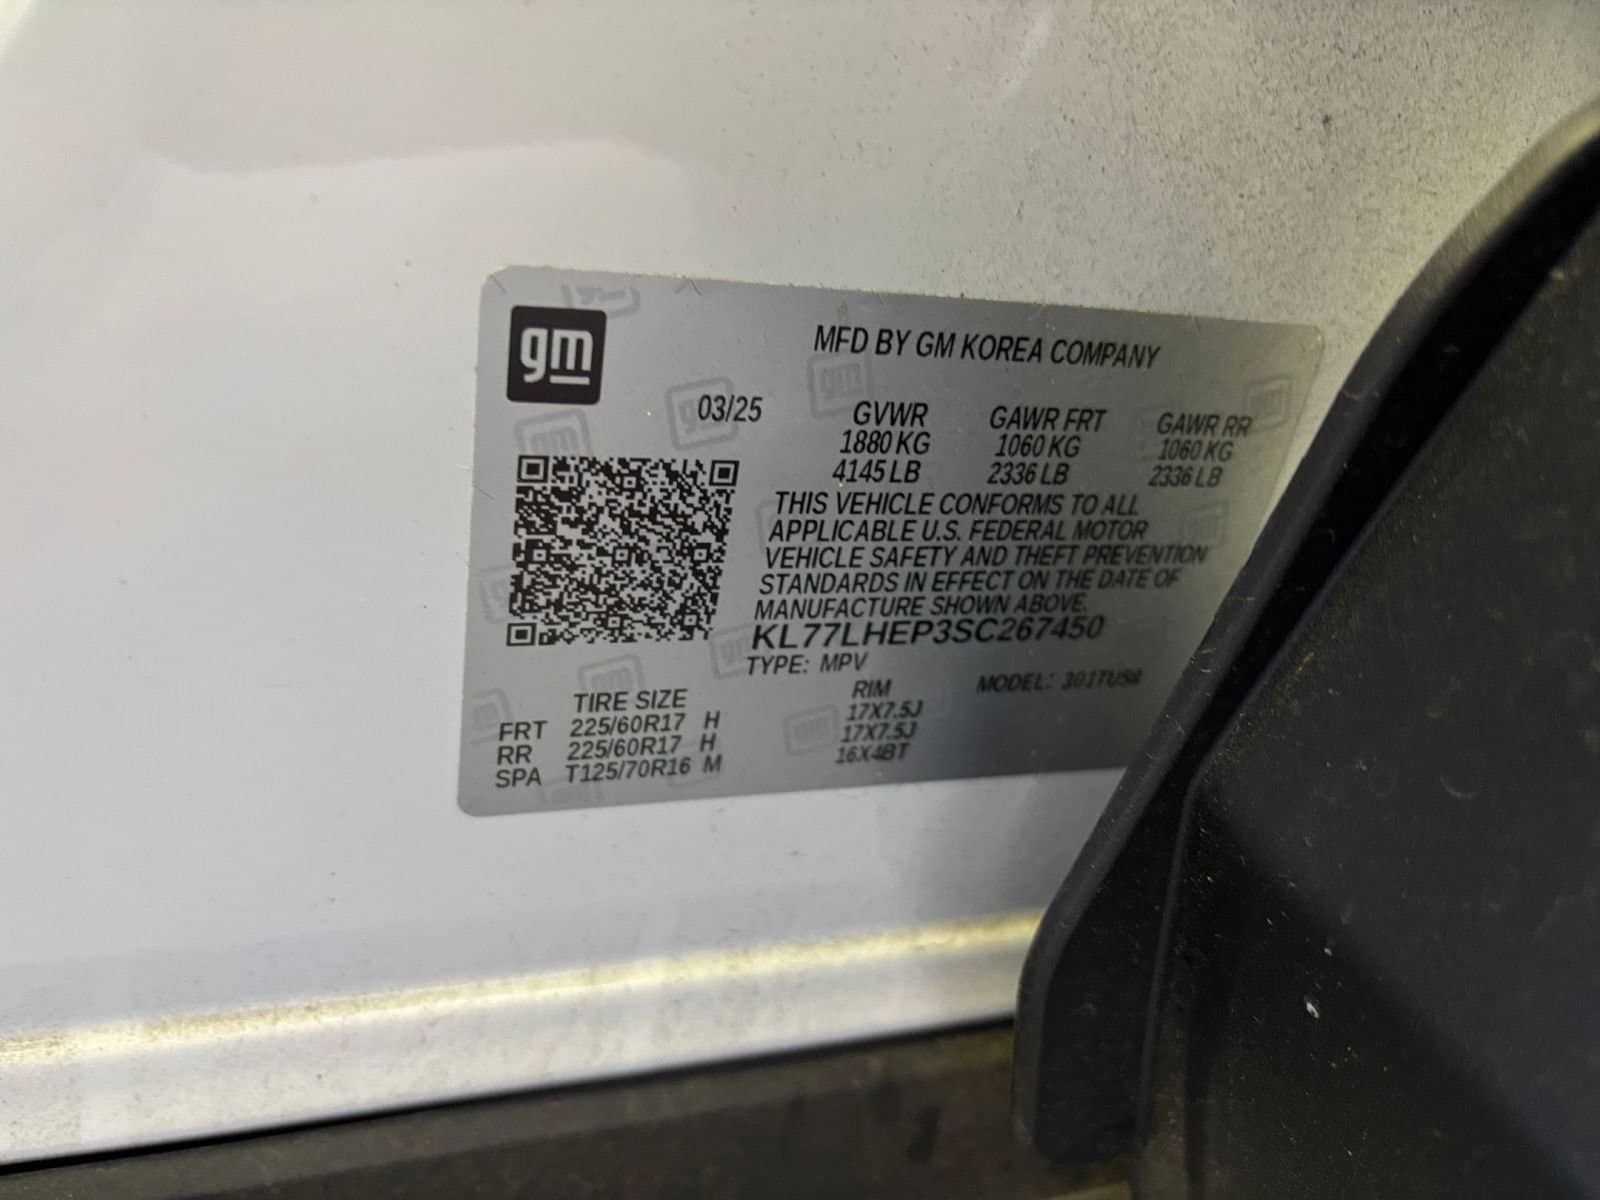 gm
MFD BY GM KOREA COMPANY
03/25
GVWR GAWR FRT GAWR RR
1880 KG 1060 KG 1060 KG
4145 LB 2336 LB 2336 LB
THIS VEHICLE CONFORMS TO ALL
APPLICABLE U.S. FEDERAL MOTOR
VEHICLE SAFETY AND THEFT PREVENTION
STANDARDS IN EFFECT ON THE DATE OF
MANUFACTURE SHOWN ABOVE.
KL77LHEP3SC267450
TYPE: MPV MODEL:
TIRE SIZE RIM
FRT 225/60R17 H 17X7.5J
RR 225/60R17 H 17X7.5J
SPA T125/70R16 M 16X4BT